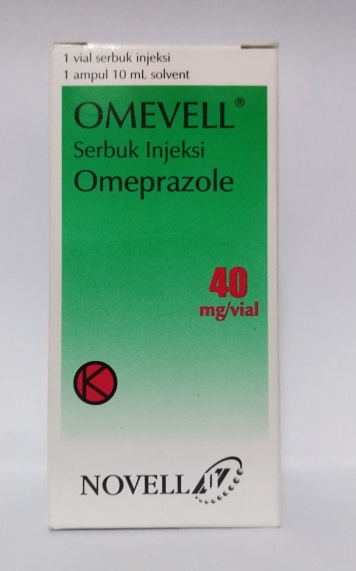 1 vial serbuk injeksi
1 ampul 10 mL solvent
OMEVELL®
Serbuk Injeksi
Omeprazole
40
mg/vial
K
NOVELL